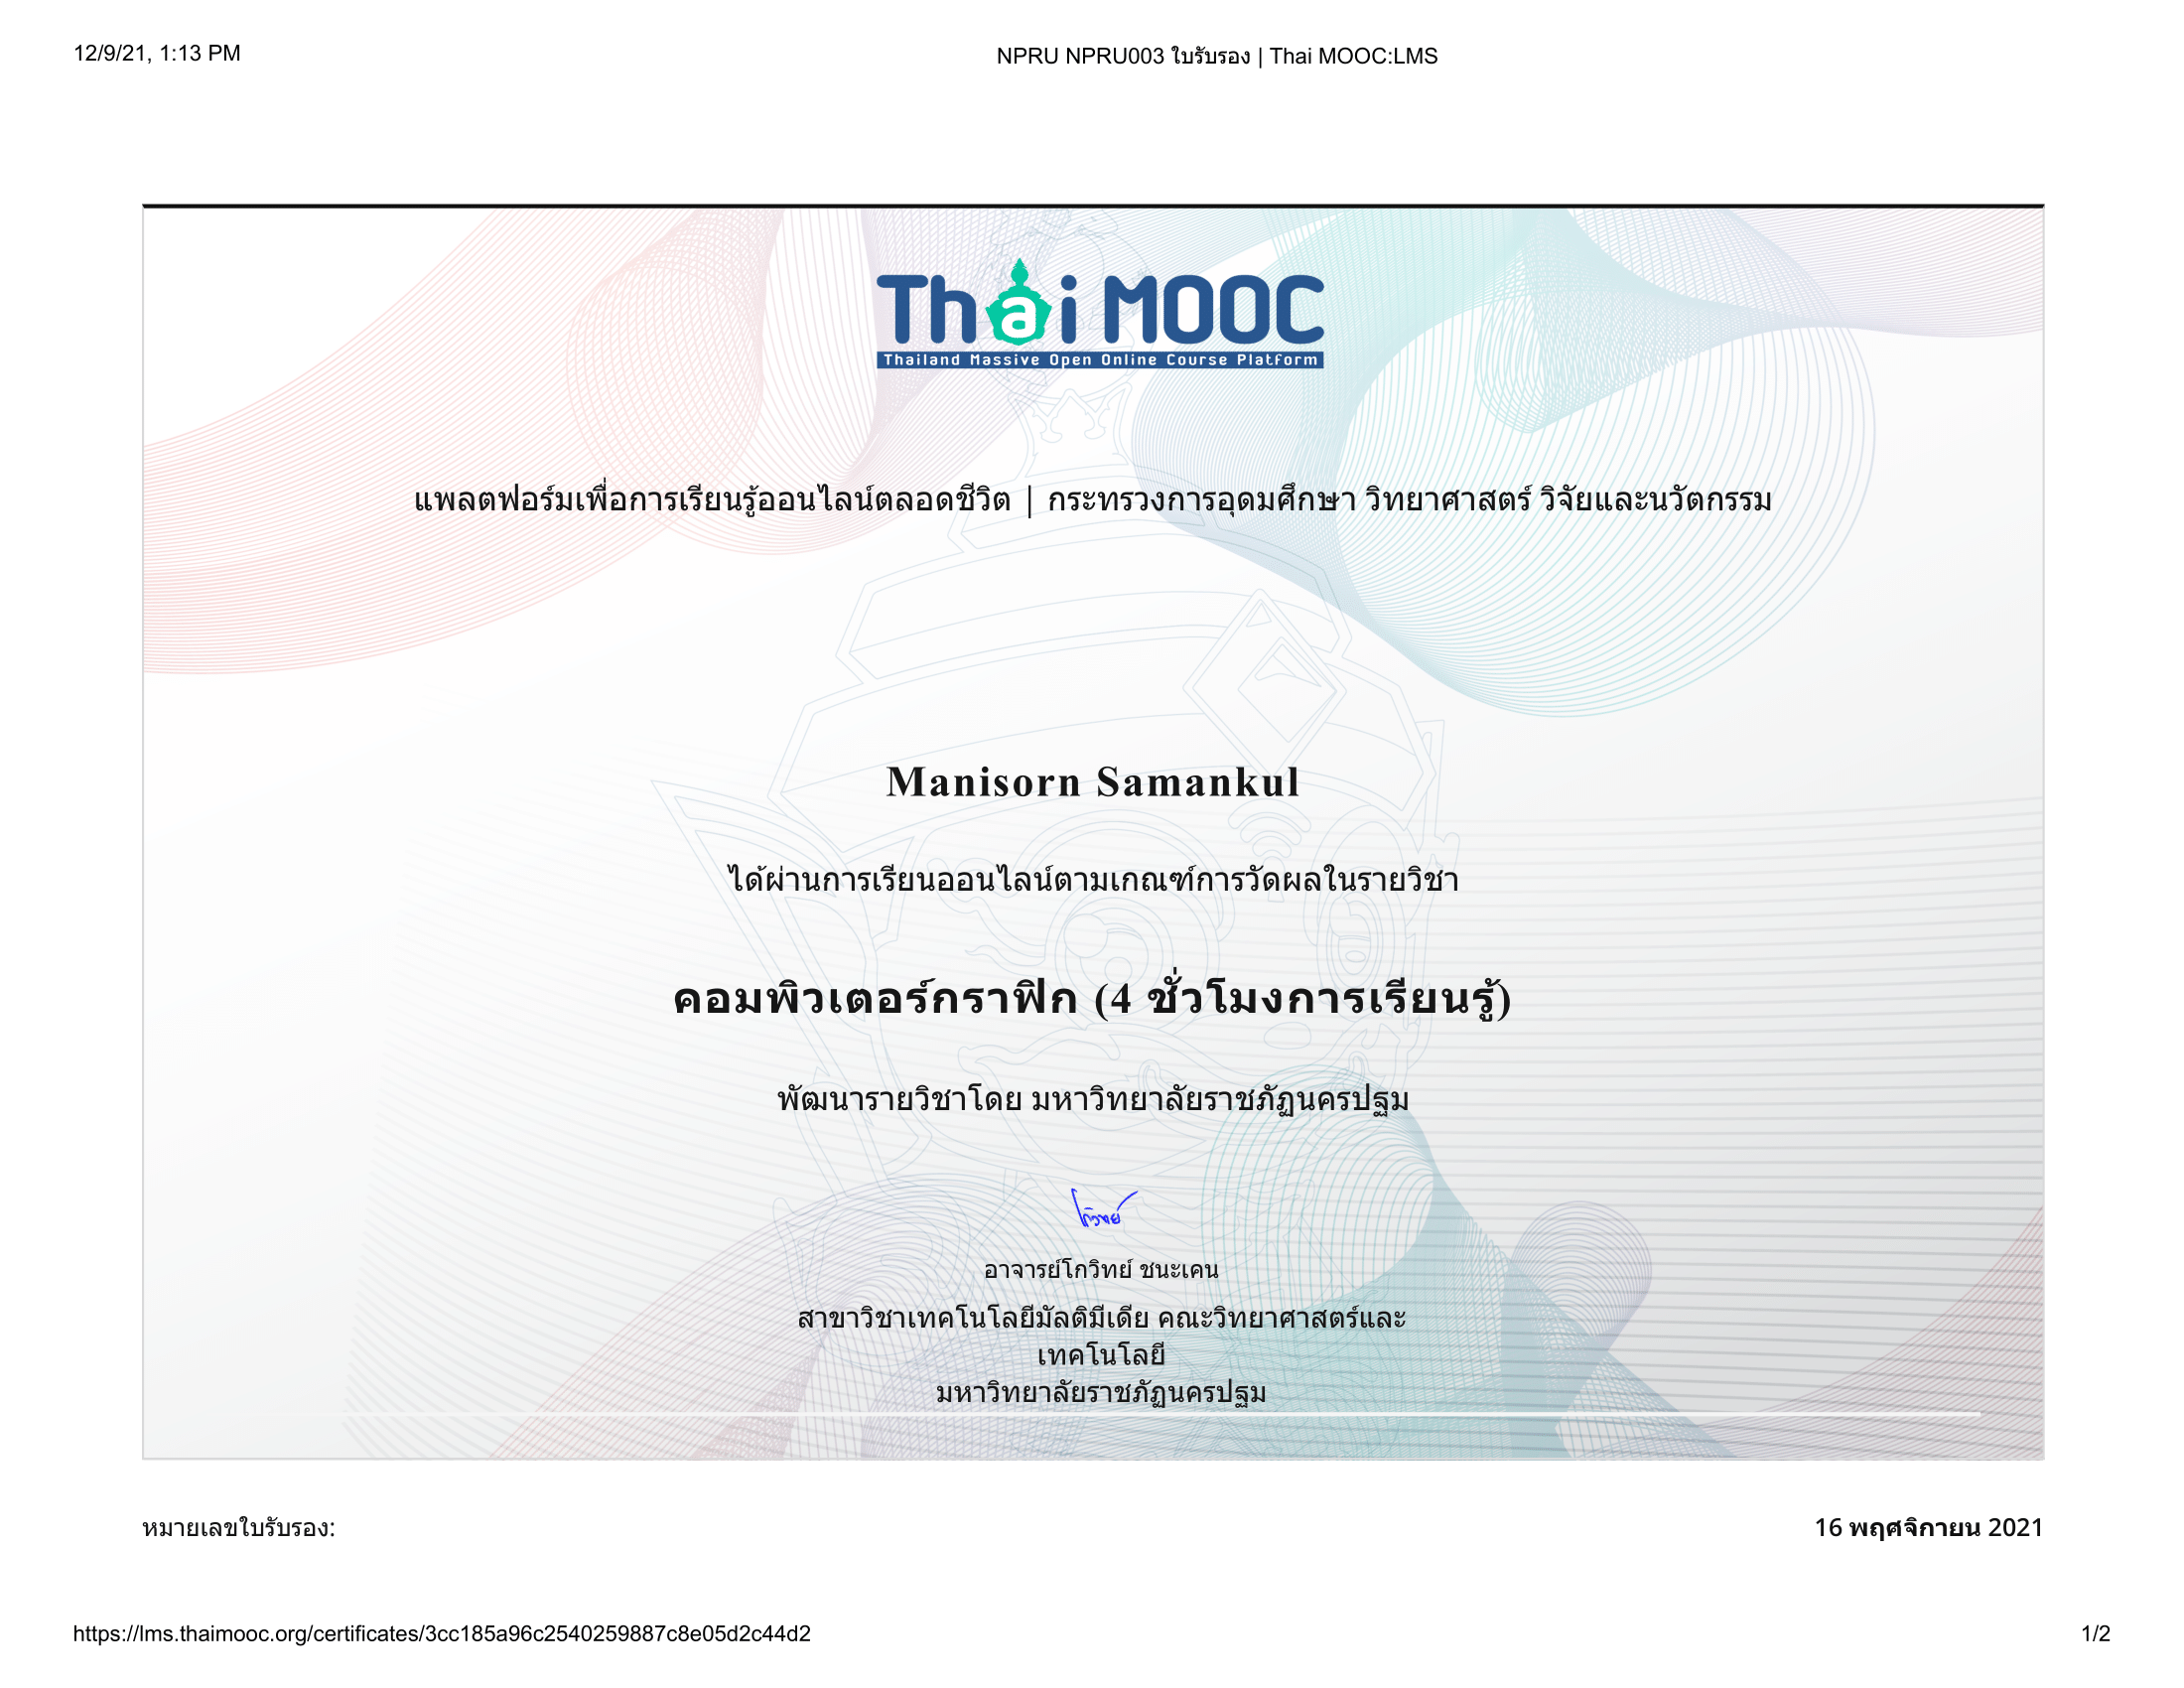 12/9/21, 1:13 PM
NPRU NPRU003 ใบรับรอง | Thai MOOC:LMS
Thai MOOC
Thailand Massive Open Online Course Platform
แพลตฟอร์มเพื่อการเรียนรู้ออนไลน์ตลอดชีวิต | กระทรวงการอุดมศึกษา วิทยาศาสตร์ วิจัยและนวัตกรรม
Manisorn Samankul
ได้ผ่านการเรียนออนไลน์ตามเกณฑ์การวัดผลในรายวิชา
คอมพิวเตอร์กราฟิก (4 ชั่วโมงการเรียนรู้)
พัฒนารายวิชาโดย มหาวิทยาลัยราชภัฏนครปฐม
โกวิทย์
อาจารย์โกวิทย์ ชนะเคน
สาขาวิชาเทคโนโลยีมัลติมีเดีย คณะวิทยาศาสตร์และ
เทคโนโลยี
มหาวิทยาลัยราชภัฏนครปฐม
หมายเลขใบรับรอง:
16 พฤศจิกายน 2021
https://lms.thaimooc.org/certificates/3cc185a96c2540259887c8e05d2c44d2
1/2